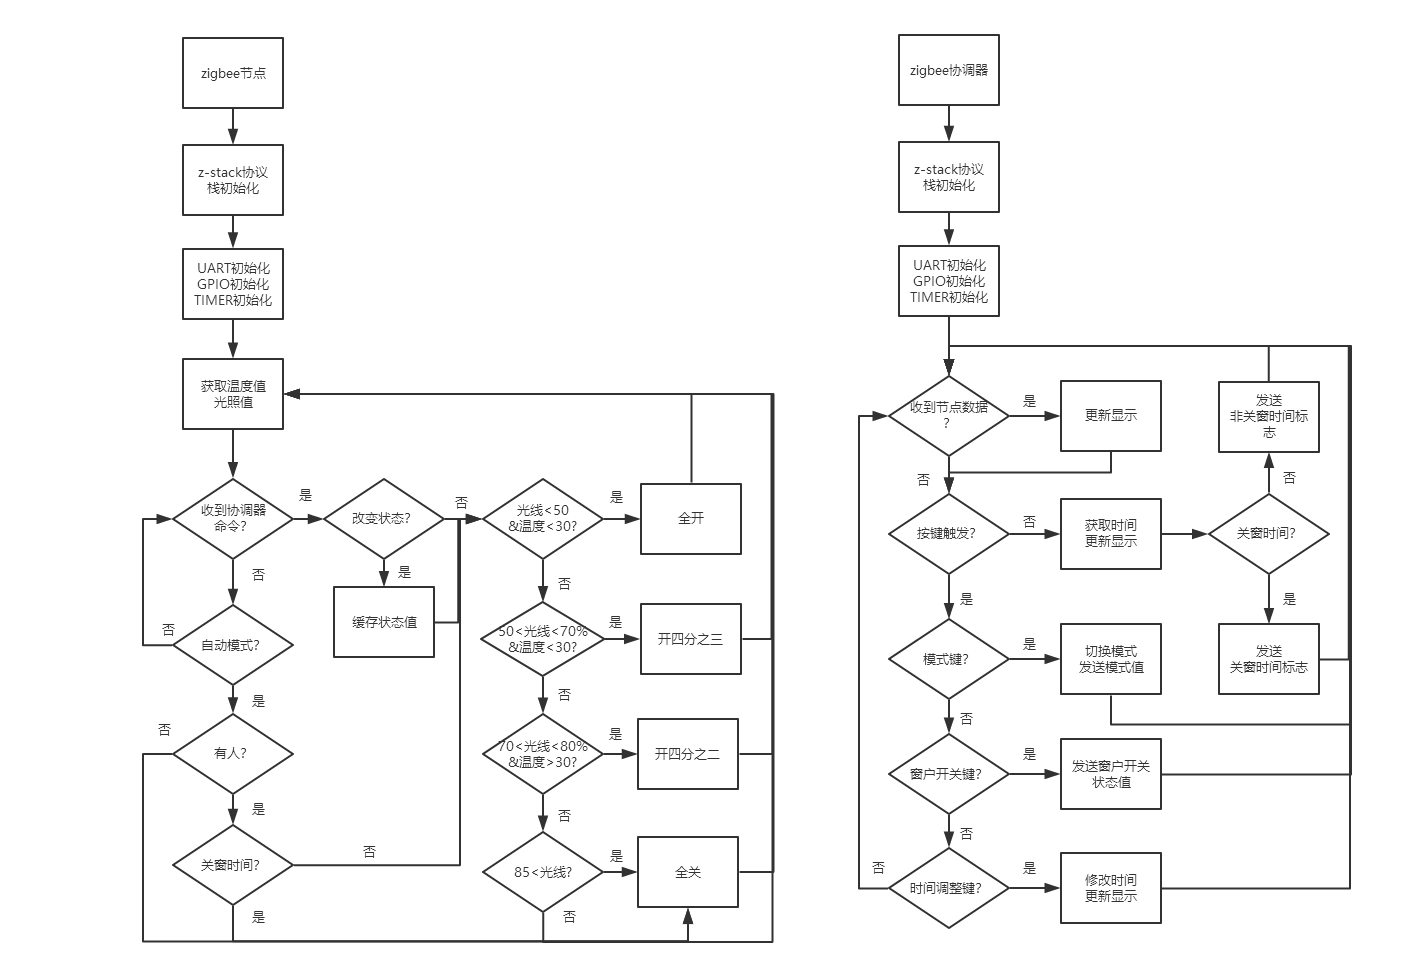 zigbee节点
z-stack协议
栈初始化
UART初始化
GPIO初始化
TIMER初始化
获取温度值
光照值
收到协调器
命令?
是
改变状态?
否
是
缓存状态值
否
自动模式?
否
是
有人?
否
是
关窗时间?
否
是
光线<50
&温度<30?
是
全开
否
50<光线<70%
&温度<30?
是
开四分之三
否
70<光线<80%
&温度>30?
是
开四分之二
否
85<光线?
是
全关
否
zigbee协调器
z-stack协议
栈初始化
UART初始化
GPIO初始化
TIMER初始化
收到节点数据
?
是
更新显示
否
按键触发?
否
获取时间
更新显示
关窗时间?
否
发送
非关窗时间标
志
是
发送
关窗时间标志
是
模式键?
是
切换模式
发送模式值
否
窗户开关键?
是
发送窗户开关
状态值
否
时间调整键?
否
是
修改时间
更新显示